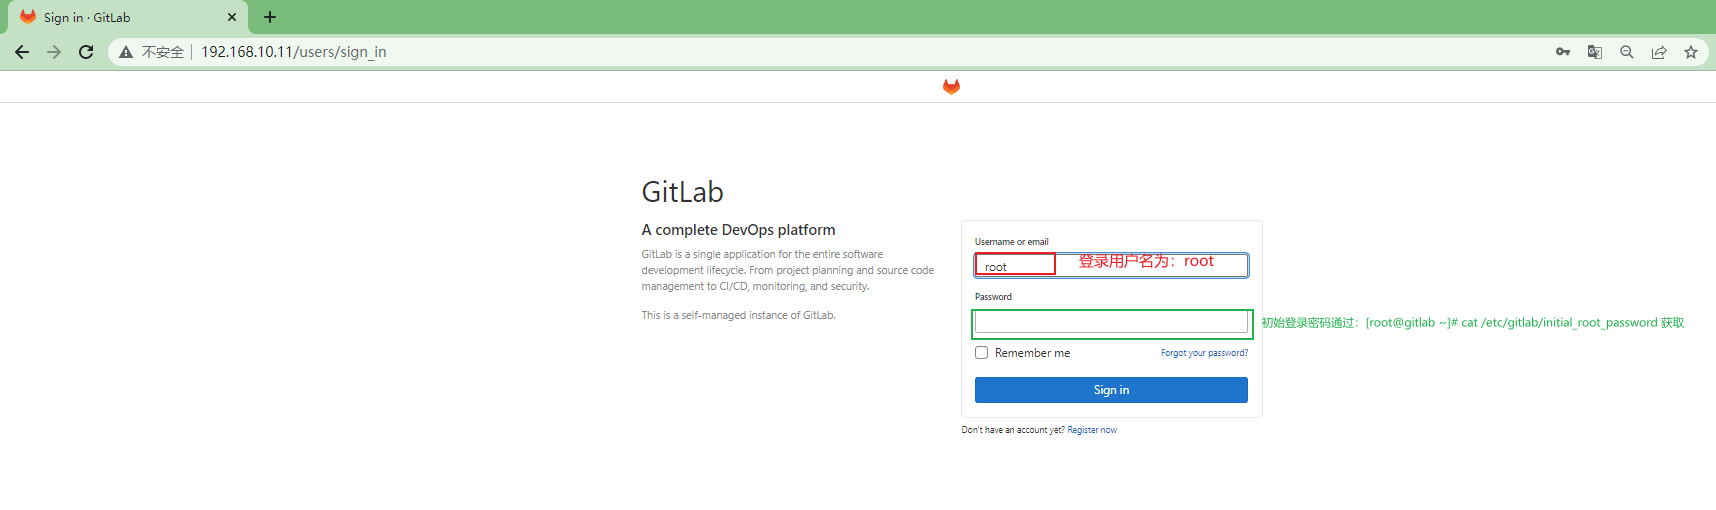 Sign in · GitLab
不安全
192.168.10.11/users/sign_in
GitLab
A complete DevOps platform
GitLab is a single application for the entire software
development lifecycle. From project planning and source code
management to CI/CD, monitoring, and security.
This is a self-managed instance of GitLab.
Username or email
root
登录用户名为：root
Password
初始登录密码通过：[root@gitlab ~]# cat /etc/gitlab/initial_root_password 获取
Remember me
Forgot your password?
Sign in
Don't have an account yet? Register now